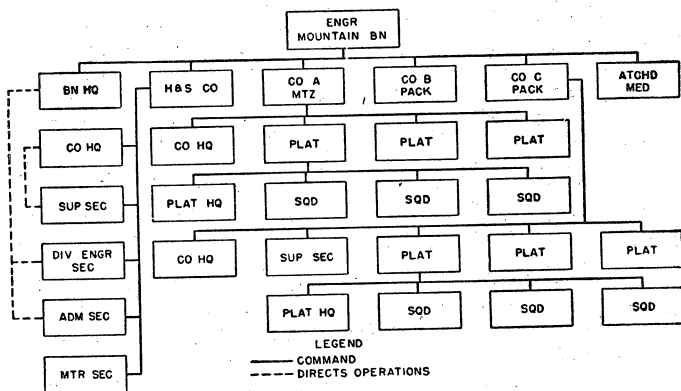 ENGR
MOUNTAIN BN
BN HQ
H&S CO
CO A
MTZ
CO B
PACK
CO C
PACK
ATCHD
MED
CO HQ
CO HQ
PLAT
PLAT
PLAT
SUP SEC
PLAT HQ
SQD
SQD
SQD
DIV ENGR
SEC
CO HQ
SUP SEC
PLAT
PLAT
PLAT
ADM SEC
PLAT HQ
SQD
SQD
SQD
MTR SEC
LEGEND
COMMAND
DIRECTS OPERATIONS